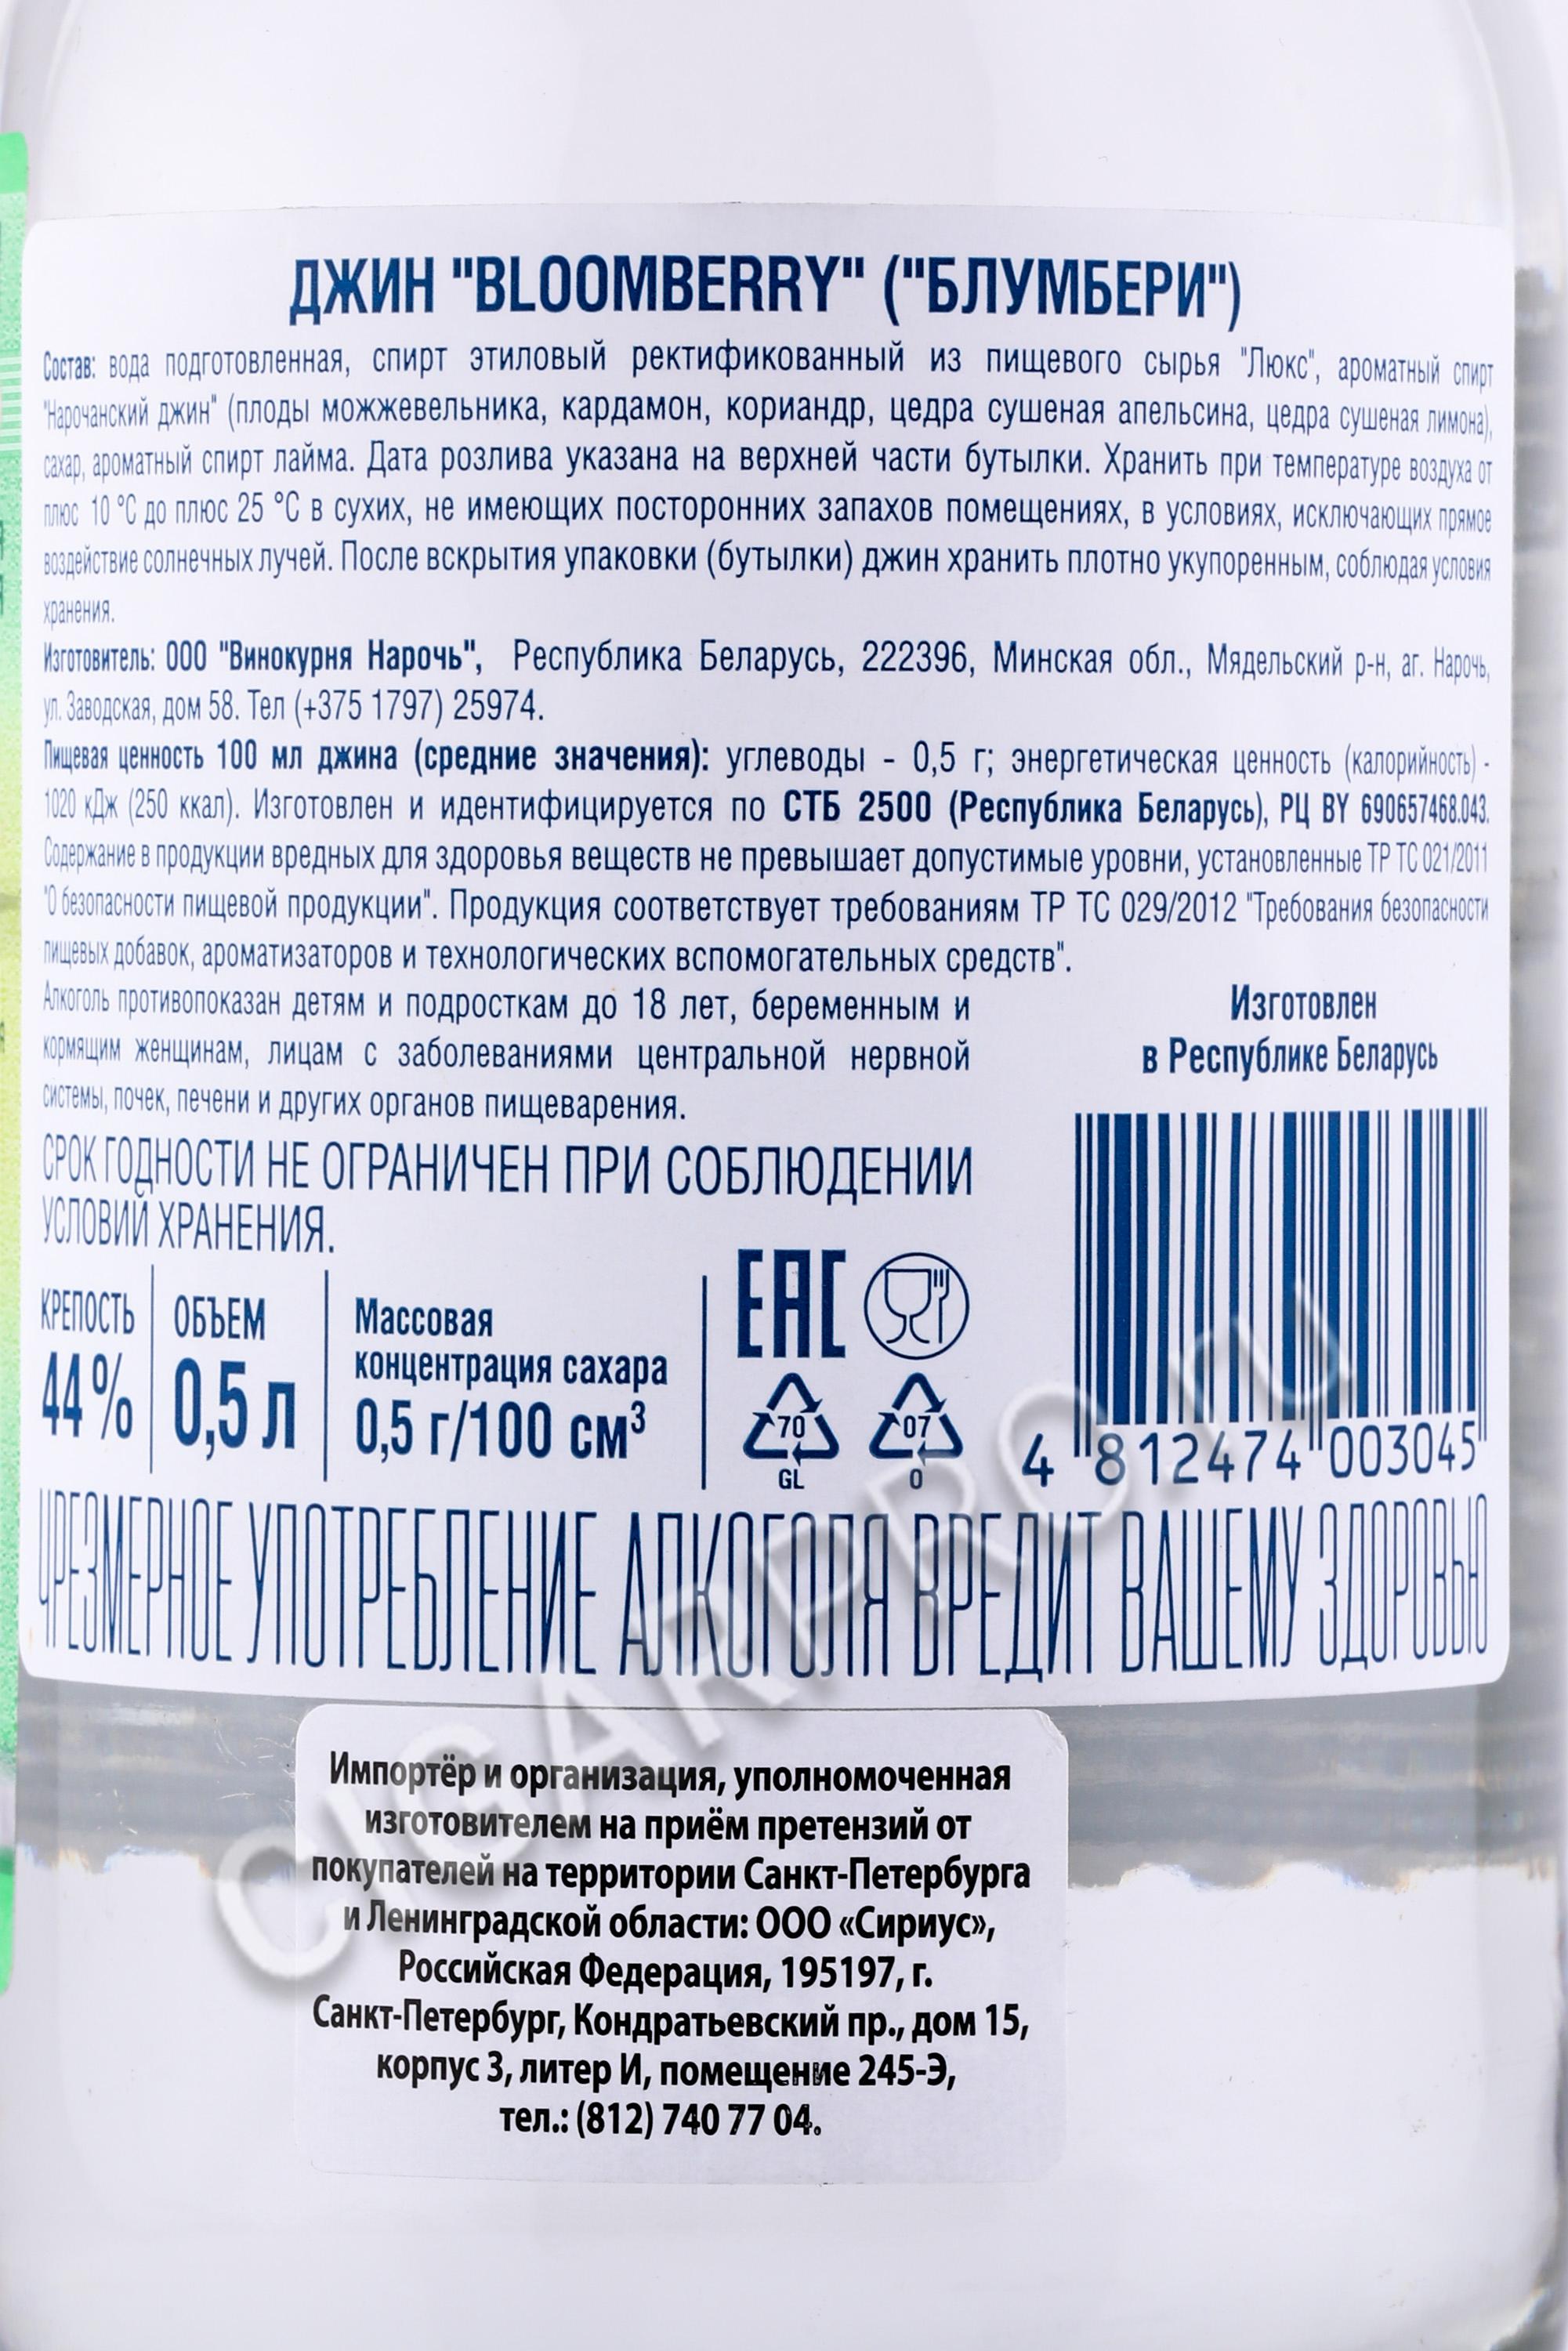 ДЖИН "BLOOMBERRY" ("БЛУМБЕРИ")
Состав: вода подготовленная, спирт этиловый ректификованный из пищевого сырья "Люкс", ароматный спирт
"Нарочанский джин" (плоды можжевельника, кардамон, кориандр, цедра сушеная апельсина, цедра сушеная лимона),
сахар, ароматный спирт лайма. Дата розлива указана на верхней части бутылки. Хранить при температуре воздуха от
плюс 10 °С до плюс 25 °С в сухих, не имеющих посторонних запахов помещениях, в условиях, исключающих прямое
воздействие солнечных лучей. После вскрытия упаковки (бутылки) джин хранить плотно укупоренным, соблюдая условия
хранения.
Изготовитель: ООО "Винокурня Нарочь", Республика Беларусь, 222396, Минская обл., Мядельский р-н, аг. Нарочь,
ул. Заводская, дом 58. Тел (+375 1797) 25974.
Пищевая ценность 100 мл джина (средние значения): углеводы - 0,5 г; энергетическая ценность (калорийность) -
1020 кДж (250 ккал). Изготовлен и идентифицируется по СТБ 2500 (Республика Беларусь), РЦ BY 690657468.043.
Содержание в продукции вредных для здоровья веществ не превышает допустимые уровни, установленные ТР ТС 021/2011
"О безопасности пищевой продукции". Продукция соответствует требованиям ТР ТС 029/2012 "Требования безопасности
пищевых добавок, ароматизаторов и технологических вспомогательных средств".
Алкоголь противопоказан детям и подросткам до 18 лет, беременным и
кормящим женщинам, лицам с заболеваниями центральной нервной
системы, почек, печени и других органов пищеварения.
Изготовлен
в Республике Беларусь
СРОК ГОДНОСТИ НЕ ОГРАНИЧЕН ПРИ СОБЛЮДЕНИИ
УСЛОВИЙ ХРАНЕНИЯ.
КРЕПОСТЬ
44%
ОБЪЕМ
0,5 л
Массовая
концентрация сахара
0,5 г/100 см³
EAC
70
GL
07
O
4 812474 003045
ЧРЕЗМЕРНОЕ УПОТРЕБЛЕНИЕ АЛКОГОЛЯ ВРЕДИТ ВАШЕМУ ЗДОРОВЬЮ
Импортёр и организация, уполномоченная
изготовителем на приём претензий от
покупателей на территории Санкт-Петербурга
и Ленинградской области: ООО «Сириус»,
Российская Федерация, 195197, г.
Санкт-Петербург, Кондратьевский пр., дом 15,
корпус 3, литер И, помещение 245-Э,
тел.: (812) 740 77 04.
CIGARPRO.ru